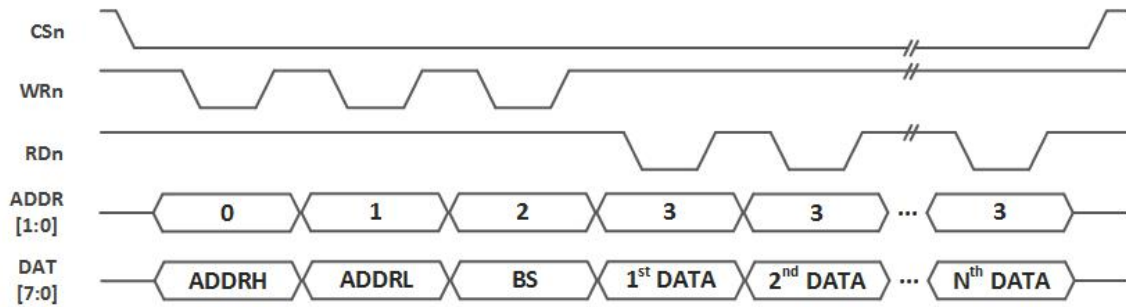 CSn
WRn
RDn
ADDR
[1:0]
0 1 2 3 3 ... 3
DAT
[7:0]
ADDRH ADDRL BS 1st DATA 2nd DATA ... Nth DATA